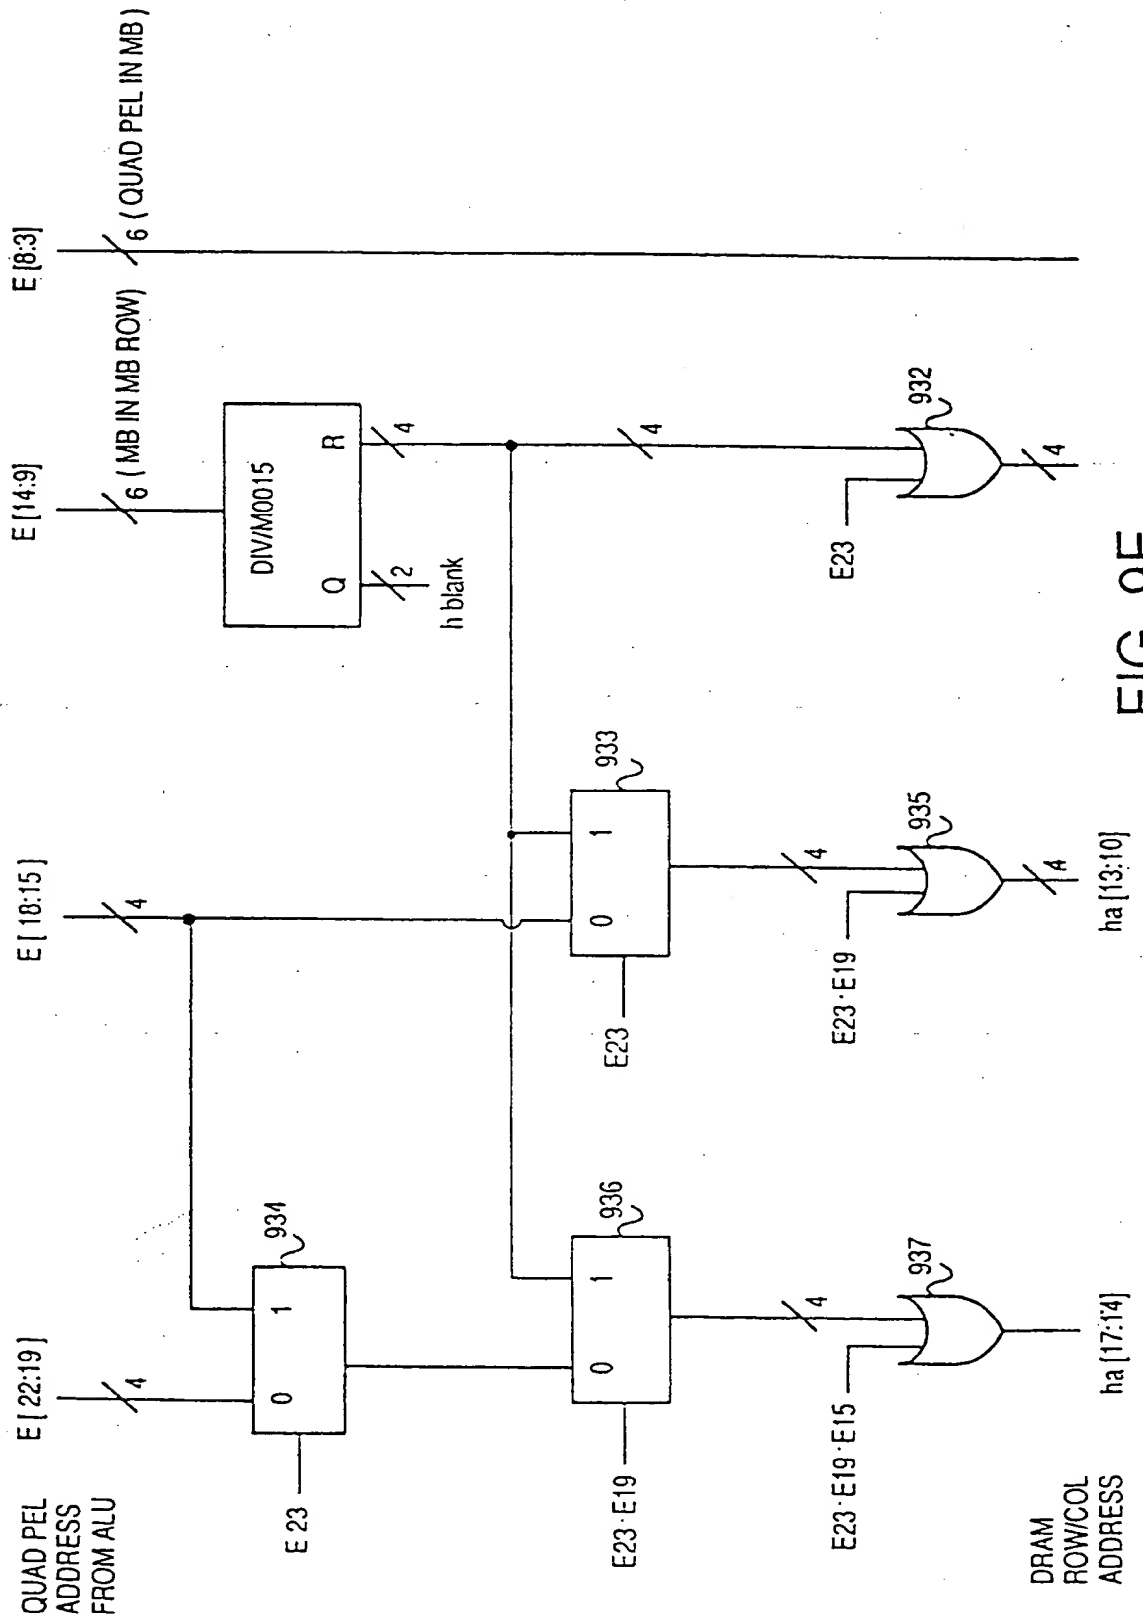 QUAD PEL
ADDRESS
FROM ALU
E [ 22:19 ]
E [ 18:15 ]
E [14:9]
E [8:3]
4
4
6 ( MB IN MB ROW)
6 ( QUAD PEL IN MB )
934
0 1
E 23
DIV/M0015
Q R
2
h blank
4
936
0 1
E23·E19
933
0 1
E23
4
4
4
937
E23·E19·E15
935
E23·E19
932
E23
4
4
DRAM
ROW/COL
ADDRESS
ha [17:14]
ha [13:10]
FIG.